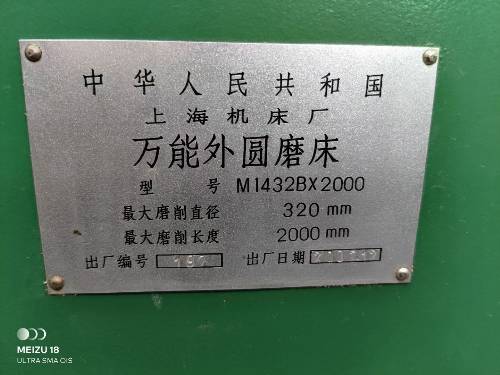 中华人民共和国
上海机床厂
万能外圆磨床
型 号 M1432BX2000
最大磨削直径 320 mm
最大磨削长度 2000 mm
出厂编号 出厂日期
MEIZU 18
ULTRA SMA OIS